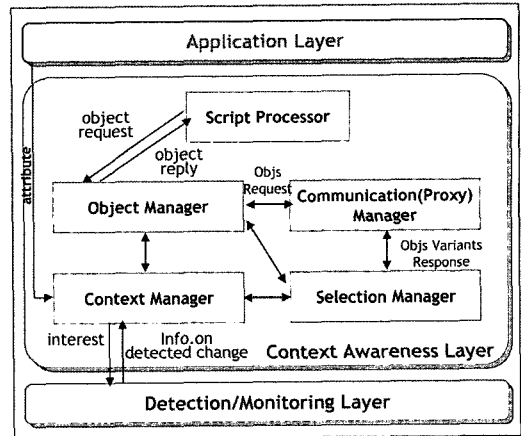 Application Layer
Script Processor
object
request
object
reply
attribute
Objs
Request
Object Manager
Communication(Proxy)
Manager
Objs Variants
Response
Context Manager
Selection Manager
interest
Info.on
detected change
Context Awareness Layer
Detection/Monitoring Layer